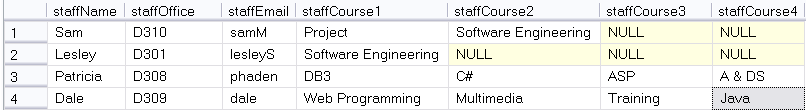 staffName staffOffice staffEmail staffCourse1 staffCourse2 staffCourse3 staffCourse4
1 Sam D310 samM Project Software Engineering NULL NULL
2 Lesley D301 lesleyS Software Engineering NULL NULL NULL
3 Patricia D308 phaden DB3 C# ASP A & DS
4 Dale D309 dale Web Programming Multimedia Training Java